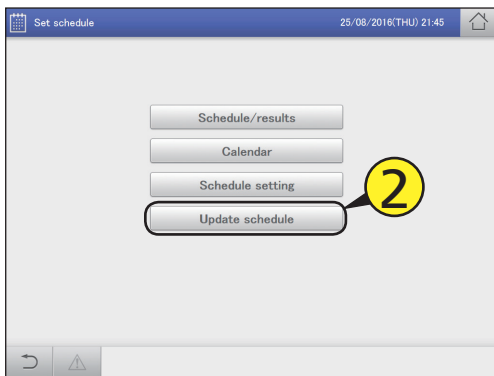 Set schedule 25/08/2016(THU) 21:45
Schedule/results
Calendar
Schedule setting
2
Update schedule